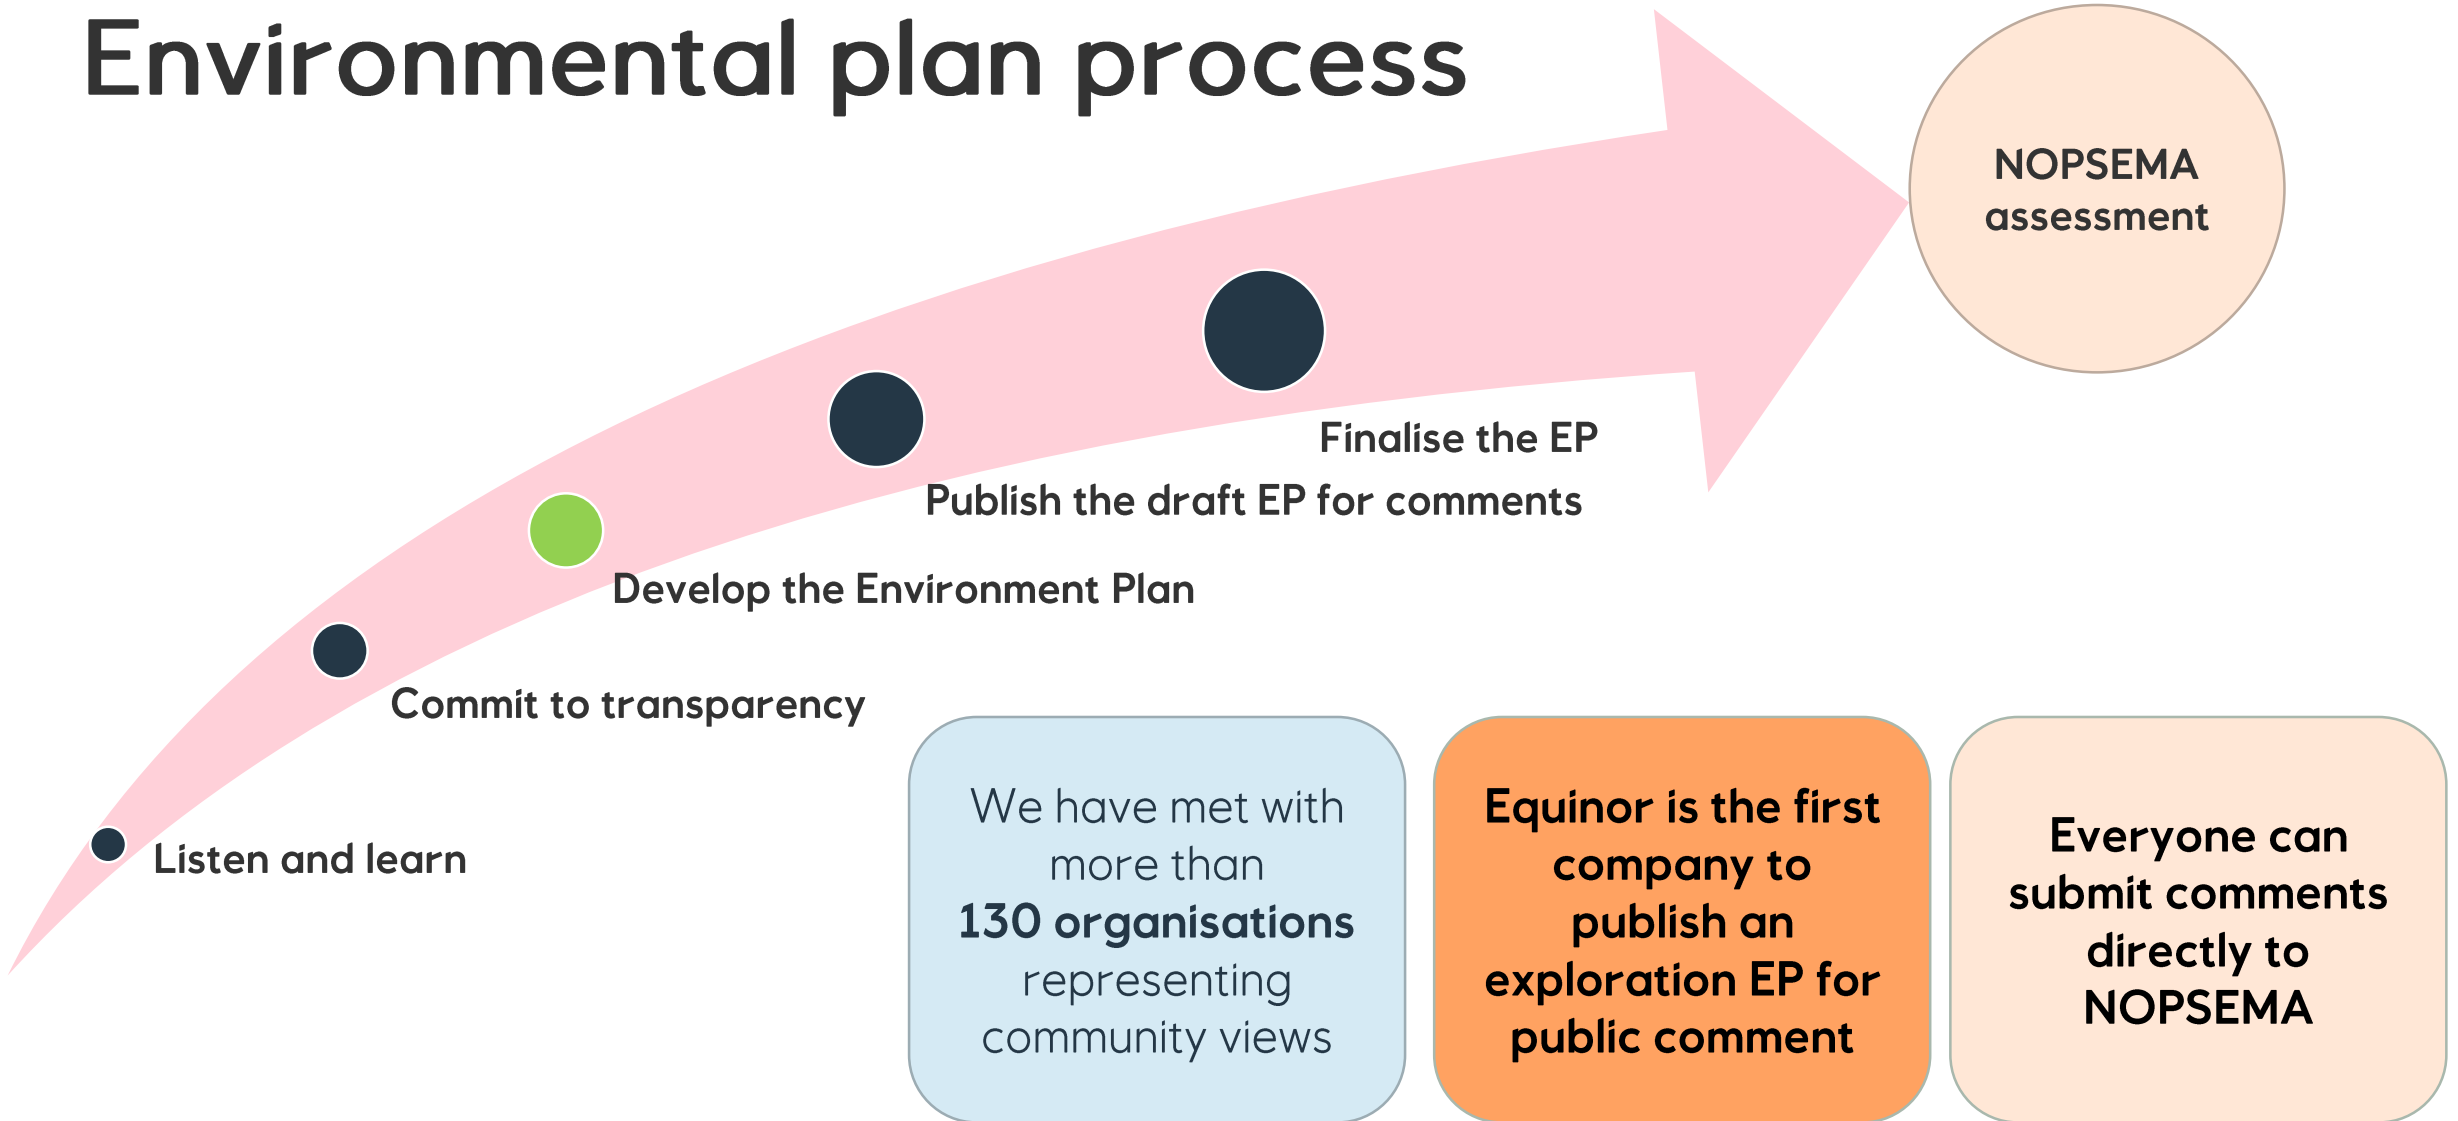 Environmental plan process
NOPSEMA
assessment
Finalise the EP
Publish the draft EP for comments
Develop the Environment Plan
Commit to transparency
Listen and learn
We have met with
more than
130 organisations
representing
community views
Equinor is the first
company to
publish an
exploration EP for
public comment
Everyone can
submit comments
directly to
NOPSEMA